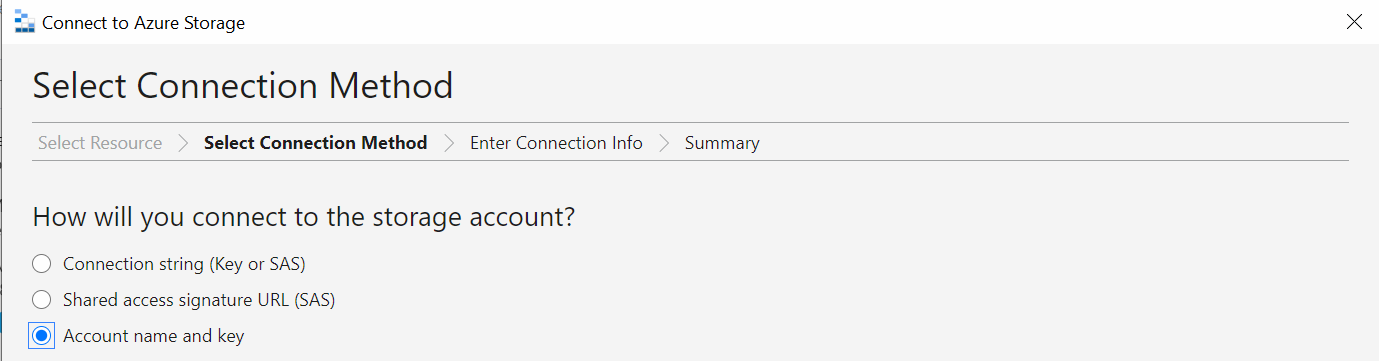 Connect to Azure Storage
Select Connection Method
Select Resource Select Connection Method Enter Connection Info Summary
How will you connect to the storage account?
Connection string (Key or SAS)
Shared access signature URL (SAS)
Account name and key